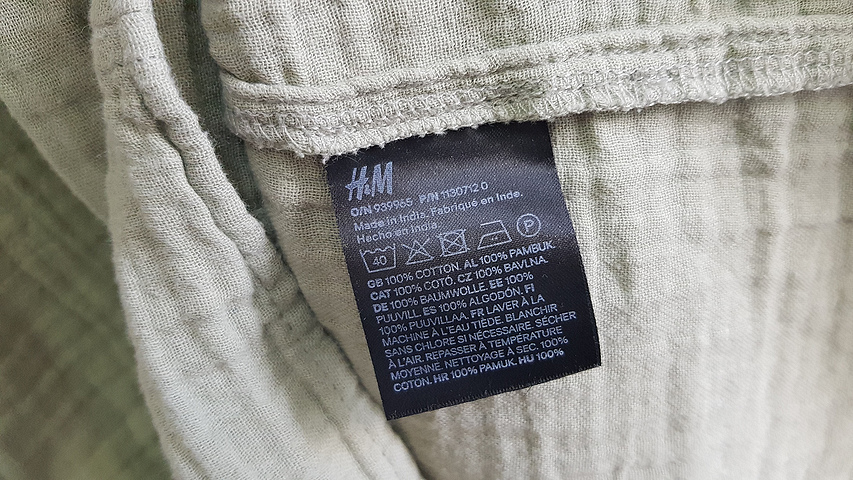 H&M
O/N 939965 P/N 1130712 0
Made in India. Fabriqué en Inde.
Hecho en India
40 P
GB 100% COTTON. AL 100% PAMBUK.
CAT 100% COTÓ. CZ 100% BAVLNA.
DE 100% BAUMWOLLE. EE 100%
PUUVILL. ES 100% ALGODÓN. FI
100% PUUVILLAA. FR LAVER À LA
MACHINE À L'EAU TIÈDE. BLANCHIR
SANS CHLORE SI NÉCESSAIRE. SÉCHER
À L'AIR. REPASSER À TEMPÉRATURE
MOYENNE. NETTOYAGE À SEC. 100%
COTON. HR 100% PAMUK. HU 100%